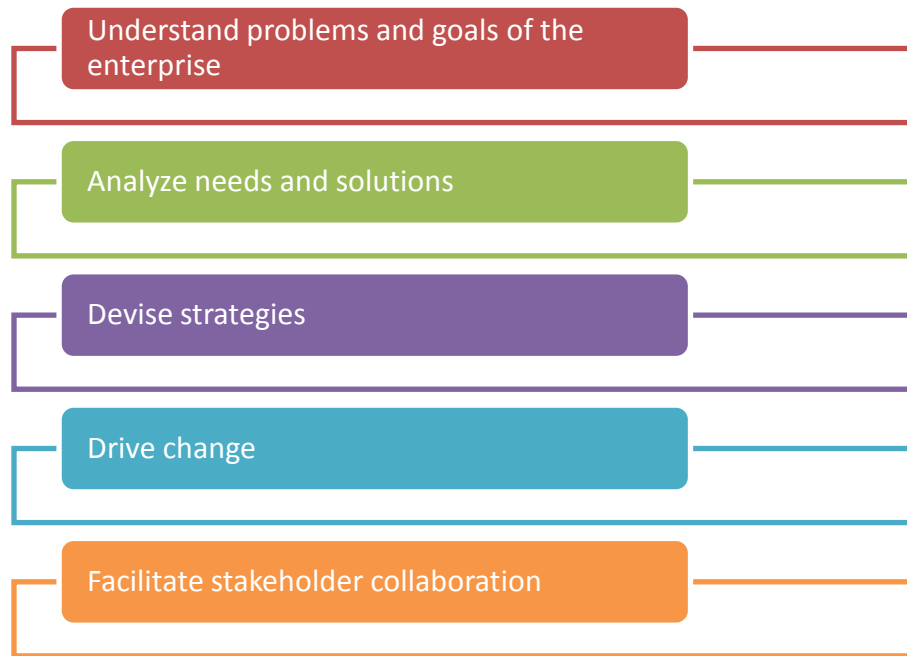 Understand problems and goals of the
enterprise
Analyze needs and solutions
Devise strategies
Drive change
Facilitate stakeholder collaboration